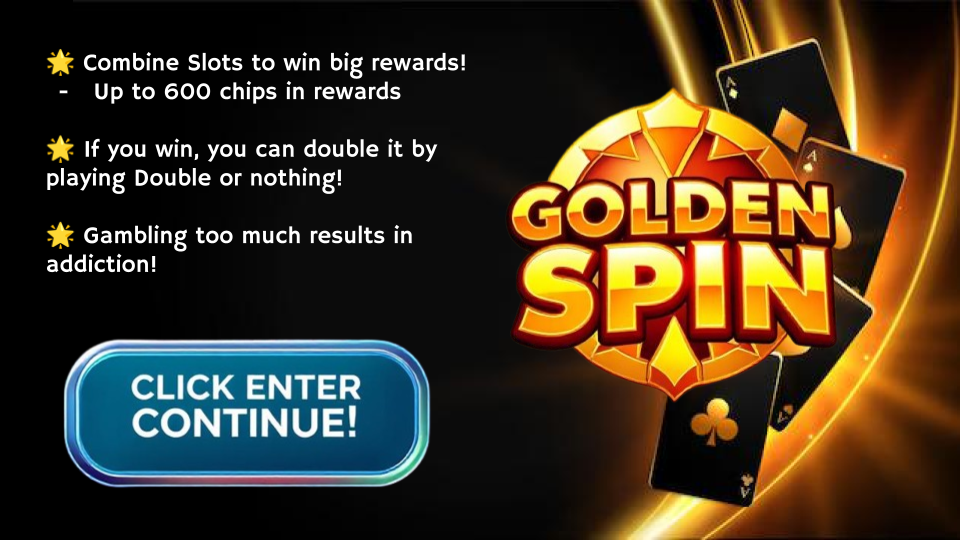 🌟 Combine Slots to win big rewards!
- Up to 600 chips in rewards
🌟 If you win, you can double it by
playing Double or nothing!
🌟 Gambling too much results in
addiction!
CLICK ENTER
CONTINUE!
GOLDEN
SPIN
A
A
A